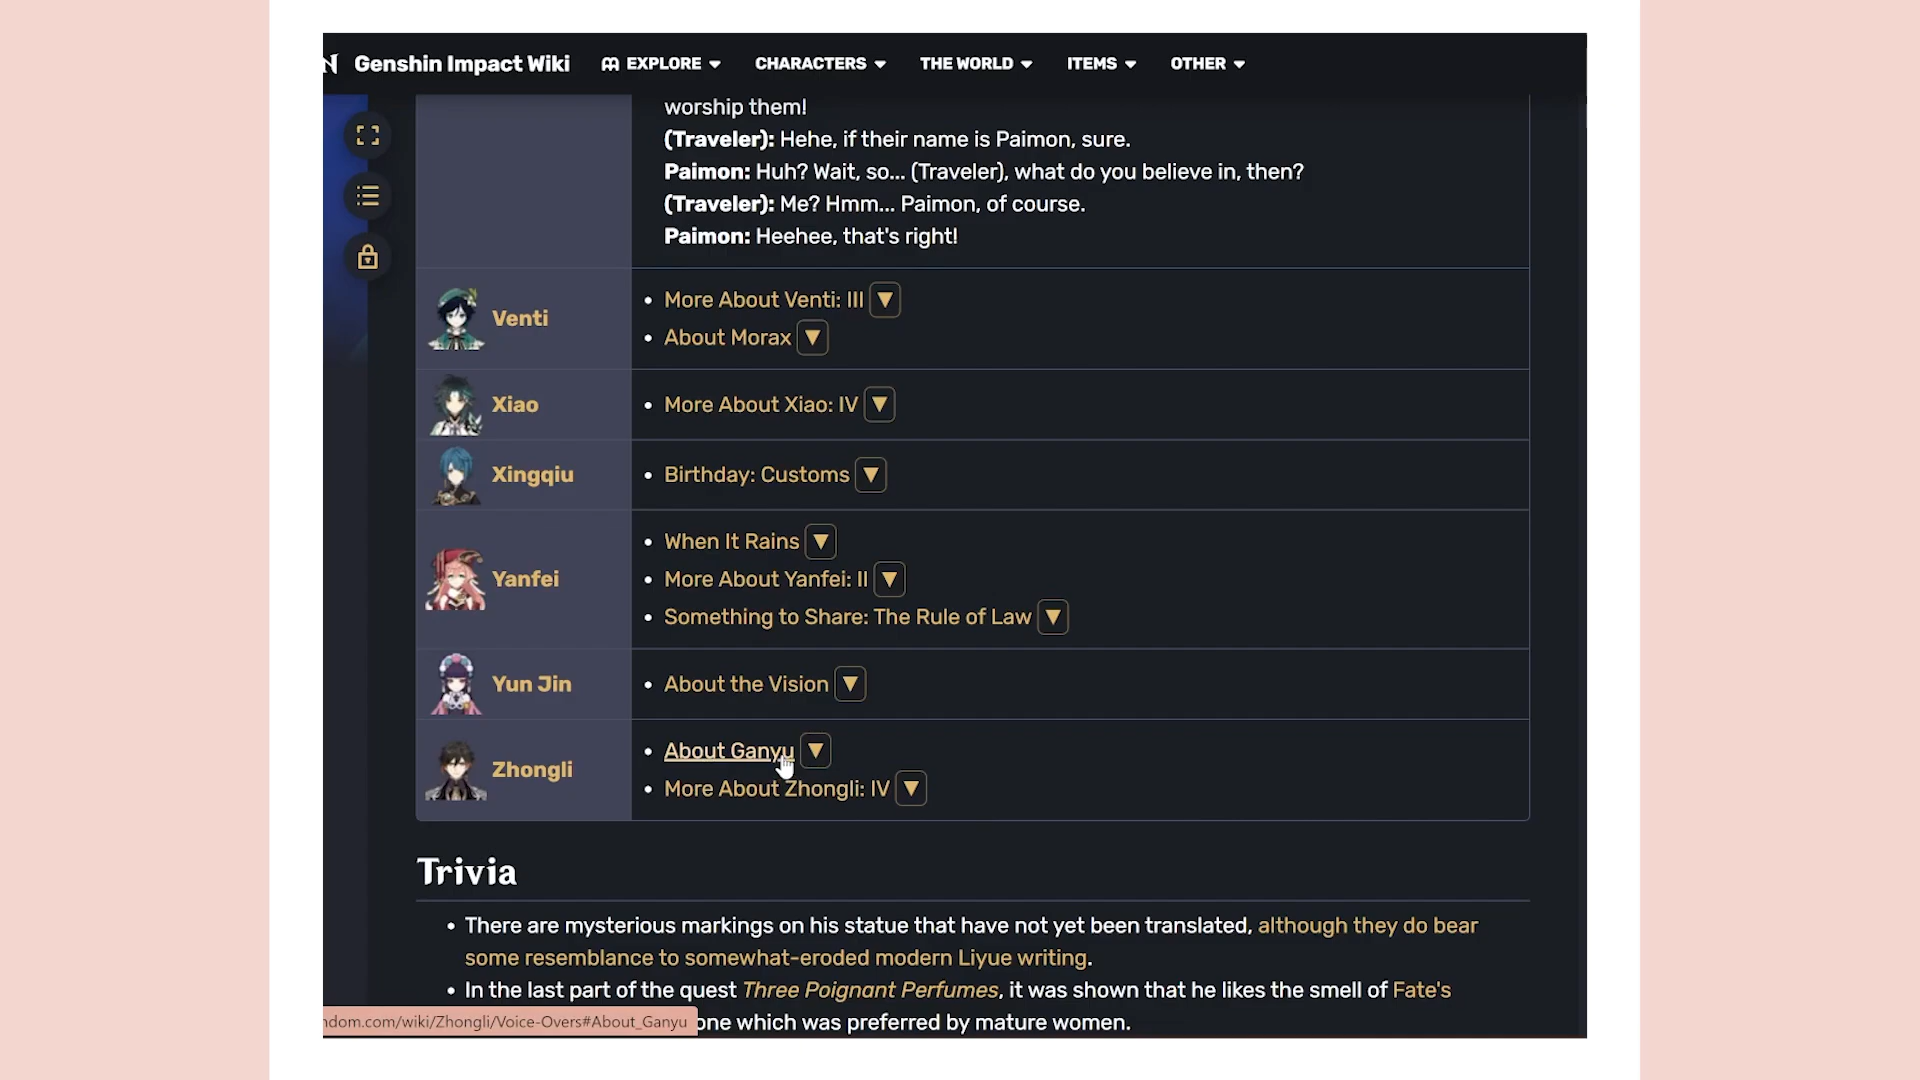 Genshin Impact Wiki EXPLORE CHARACTERS THE WORLD ITEMS OTHER
worship them!
(Traveler): Hehe, if their name is Paimon, sure.
Paimon: Huh? Wait, so... (Traveler), what do you believe in, then?
(Traveler): Me? Hmm... Paimon, of course.
Paimon: Heehee, that's right!
Venti
• More About Venti: III ▼
• About Morax ▼
Xiao
• More About Xiao: IV ▼
Xingqiu
• Birthday: Customs ▼
Yanfei
• When It Rains ▼
• More About Yanfei: II ▼
• Something to Share: The Rule of Law ▼
Yun Jin
• About the Vision ▼
Zhongli
• About Ganyu ▼
• More About Zhongli: IV ▼
Trivia
• There are mysterious markings on his statue that have not yet been translated, although they do bear
some resemblance to somewhat-eroded modern Liyue writing.
• In the last part of the quest Three Poignant Perfumes, it was shown that he likes the smell of Fate's
one which was preferred by mature women.
ndom.com/wiki/Zhongli/Voice-Overs#About_Ganyu